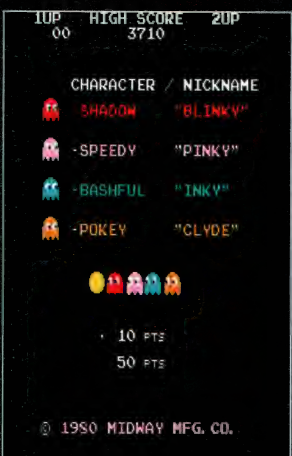 1UP HIGH SCORE 2UP
00 3710
CHARACTER / NICKNAME
-SHADOW "BLINKY"
-SPEEDY "PINKY"
-BASHFUL "INKY"
-POKEY "CLYDE"
10 PTS
50 PTS
© 1980 MIDWAY MFG. CO.